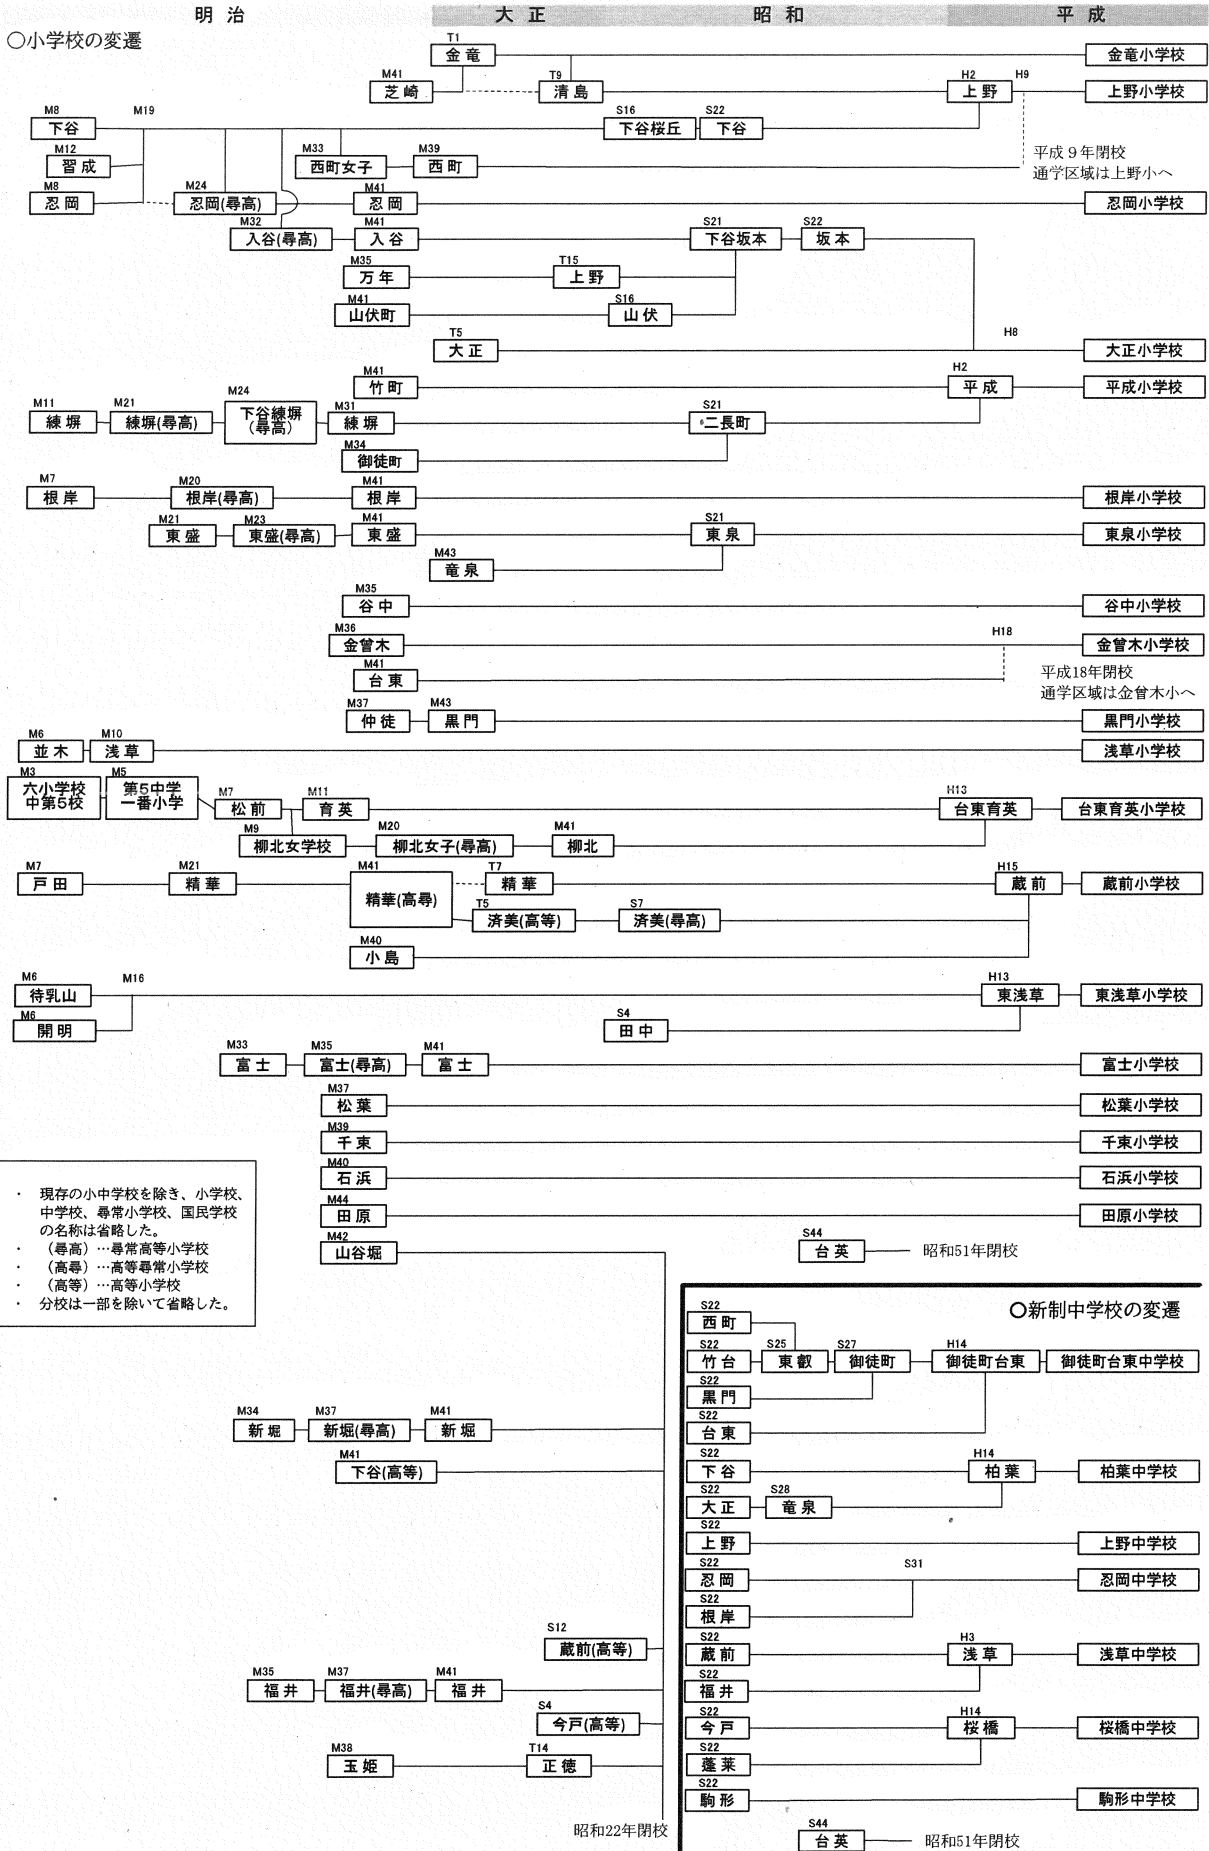 明 治
大 正
昭 和
平 成
○小学校の変遷
T1
金 竜
金竜小学校
M41
芝 崎
T9
清 島
H2
上 野
H9
上野小学校
M8
下 谷
M19
S16
下谷桜丘
S22
下 谷
M12
習 成
M33
西町女子
M39
西 町
平成9年閉校
通学区域は上野小へ
M8
忍 岡
M24
忍岡(尋高)
M41
忍 岡
忍岡小学校
M32
入谷(尋高)
M41
入 谷
S21
下谷坂本
S22
坂 本
M35
万 年
T15
上 野
M41
山伏町
S16
山 伏
T5
大 正
H8
大正小学校
M41
竹 町
H2
平 成
平成小学校
M11
練 塀
M21
練塀(尋高)
M24
下谷練塀
(尋高)
M31
練 塀
S21
二長町
M34
御徒町
M7
根 岸
M20
根岸(尋高)
M41
根 岸
根岸小学校
M21
東 盛
M23
東盛(尋高)
M41
東 盛
S21
東 泉
東泉小学校
M43
竜 泉
M35
谷 中
谷中小学校
M36
金曾木
H18
金曾木小学校
M41
台 東
平成18年閉校
通学区域は金曾木小へ
M37
仲 徒
M43
黒 門
黒門小学校
M6
並 木
M10
浅 草
浅草小学校
M3
六小学校
中第5校
M5
第5中学
一番小学
M7
松 前
M11
育 英
H13
台東育英
台東育英小学校
M9
柳北女学校
M20
柳北女子(尋高)
M41
柳北
M7
戸 田
M21
精 華
M41
精華(高尋)
T7
精 華
H15
蔵 前
蔵前小学校
T5
済美(高等)
S7
済美(尋高)
M40
小 島
M6
待乳山
M16
H13
東浅草
東浅草小学校
M6
開 明
S4
田 中
M33
富 士
M35
富士(尋高)
M41
富 士
富士小学校
M37
松 葉
松葉小学校
M39
千 束
千束小学校
M40
石 浜
石浜小学校
M44
田 原
田原小学校
M42
山谷堀
S44
台 英
昭和51年閉校
・ 現存の小中学校を除き、小学校、
中学校、尋常小学校、国民学校
の名称は省略した。
・ (尋高)…尋常高等小学校
・ (高尋)…高等尋常小学校
・ (高等)…高等小学校
・ 分校は一部を除いて省略した。
M34
新 堀
M37
新堀(尋高)
M41
新 堀
M41
下谷(高等)
S12
蔵前(高等)
M35
福 井
M37
福井(尋高)
M41
福 井
S4
今戸(高等)
M38
玉 姫
T14
正 徳
昭和22年閉校
○新制中学校の変遷
S22
西 町
S22
竹 台
S25
東 叡
S27
御徒町
H14
御徒町台東
御徒町台東中学校
S22
黒 門
S22
台 東
S22
下 谷
H14
柏 葉
柏葉中学校
S22
大 正
S28
竜 泉
S22
上 野
上野中学校
S22
忍 岡
S31
忍岡中学校
S22
根 岸
S22
蔵 前
H3
浅 草
浅草中学校
S22
福 井
S22
今 戸
H14
桜 橋
桜橋中学校
S22
蓬 莱
S22
駒 形
駒形中学校
S44
台 英
昭和51年閉校